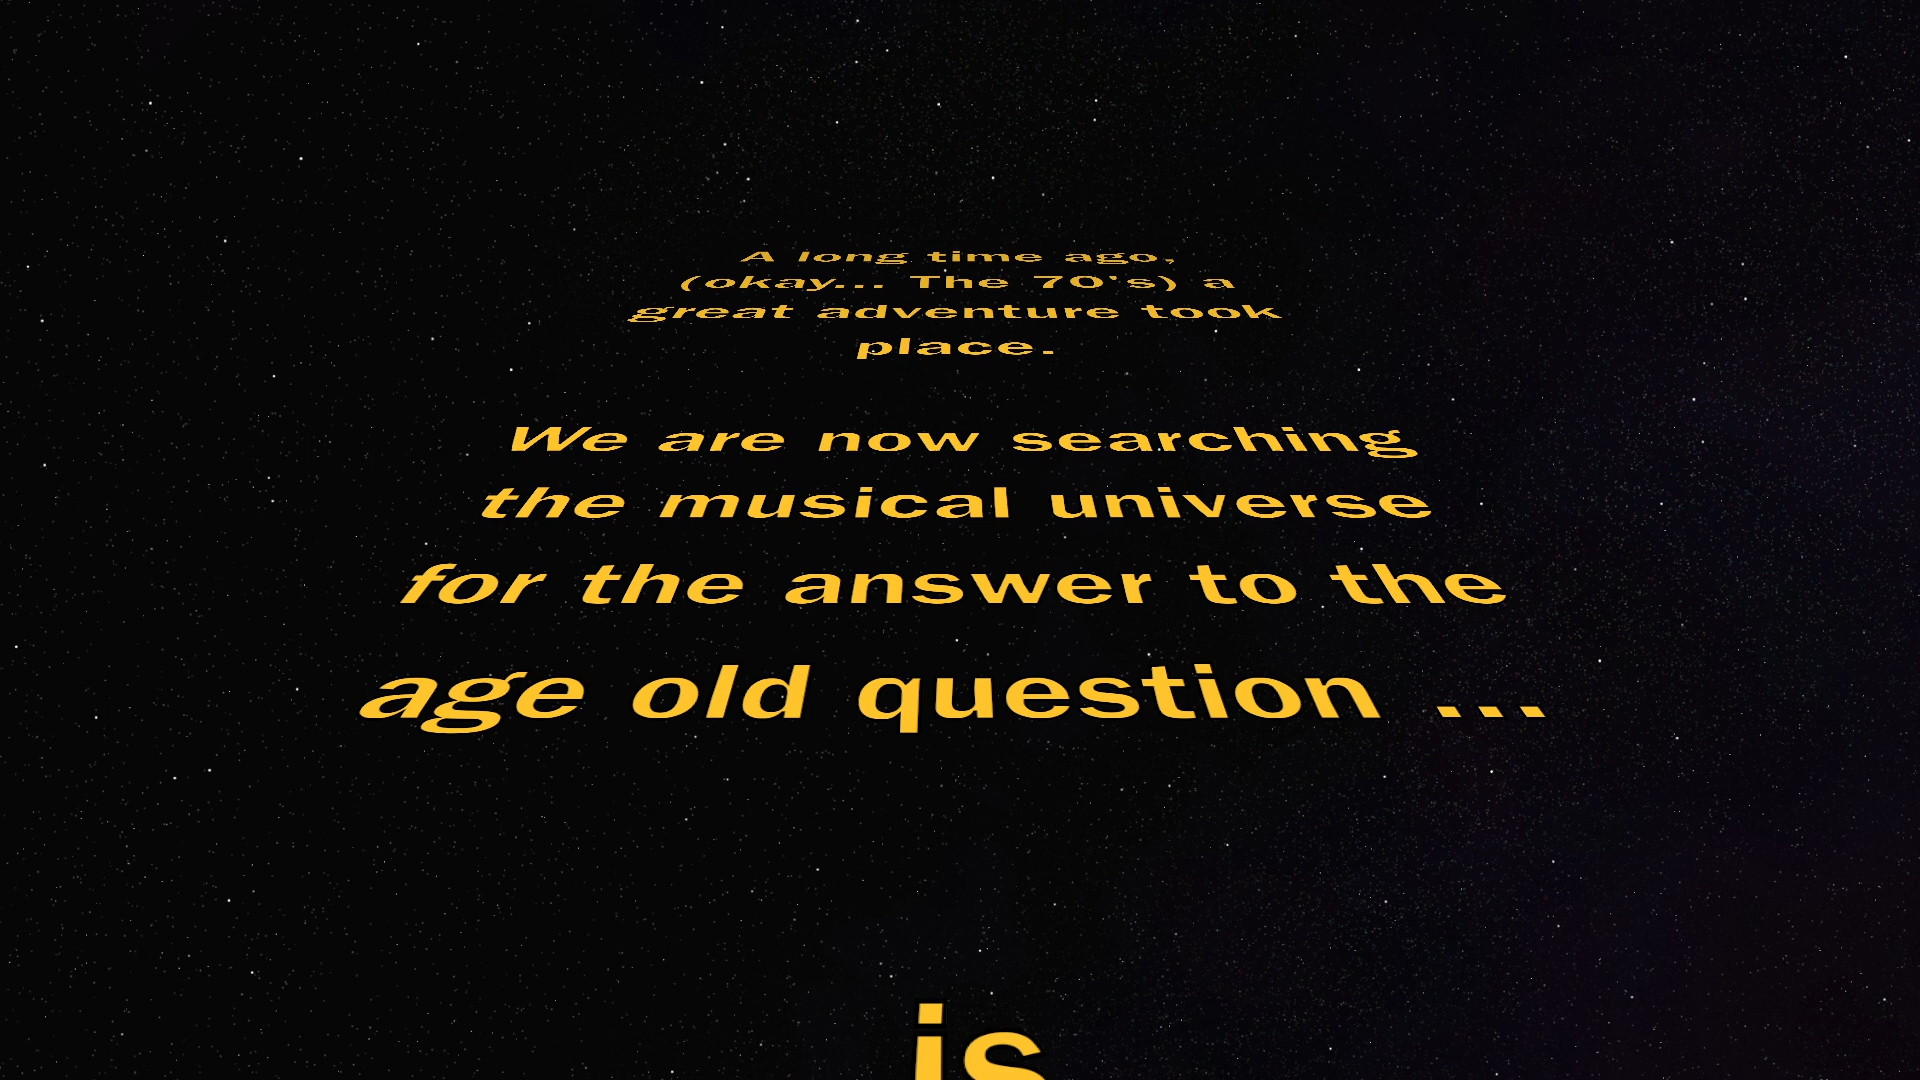 A long time ago,
(okay... The 70's) a
great adventure took
place.
We are now searching
the musical universe
for the answer to the
age old question ...
is